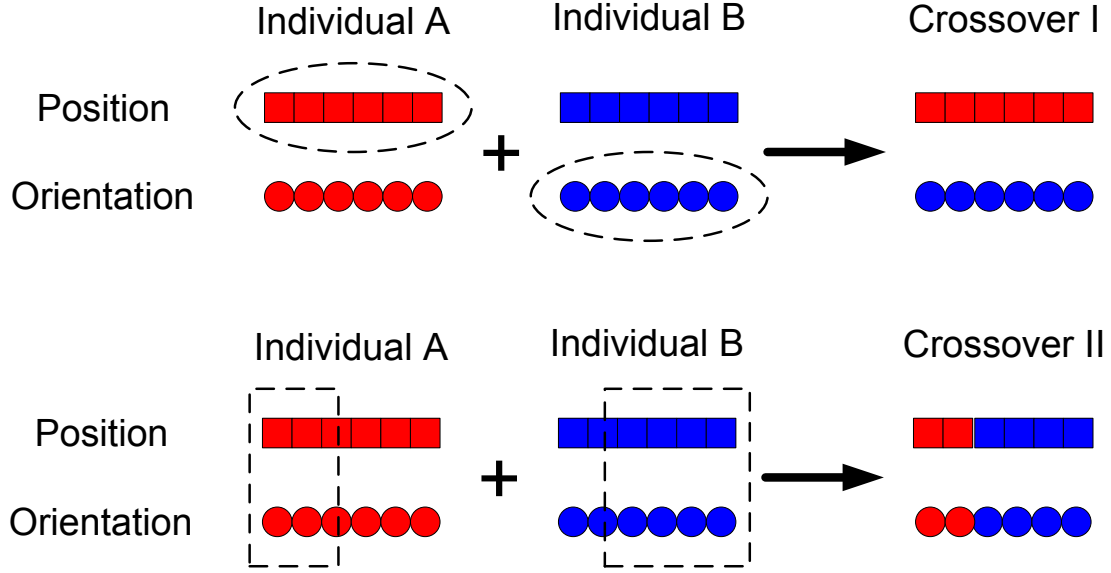 Individual A Individual B Crossover I
Position
+
Orientation
Individual A Individual B Crossover II
Position
+
Orientation